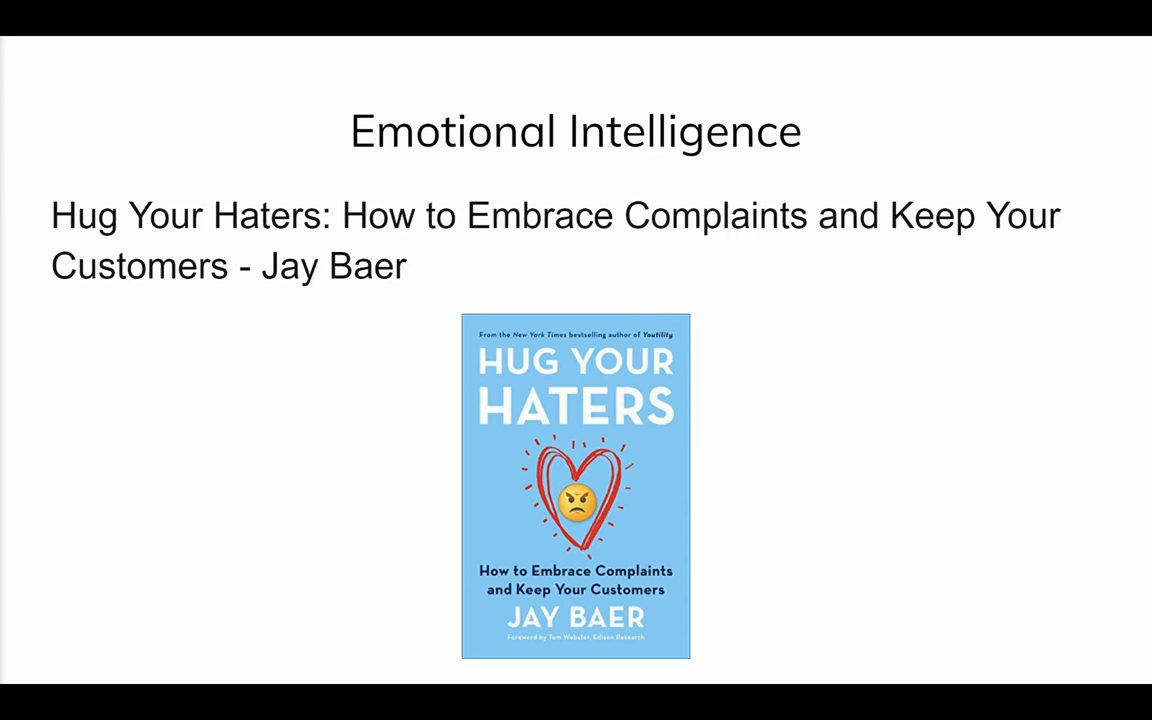 Emotional Intelligence
Hug Your Haters: How to Embrace Complaints and Keep Your
Customers - Jay Baer
From the New York Times bestselling author of Youtility
HUG YOUR
HATERS
How to Embrace Complaints
and Keep Your Customers
JAY BAER
Foreword by Tom Webster, Edison Research